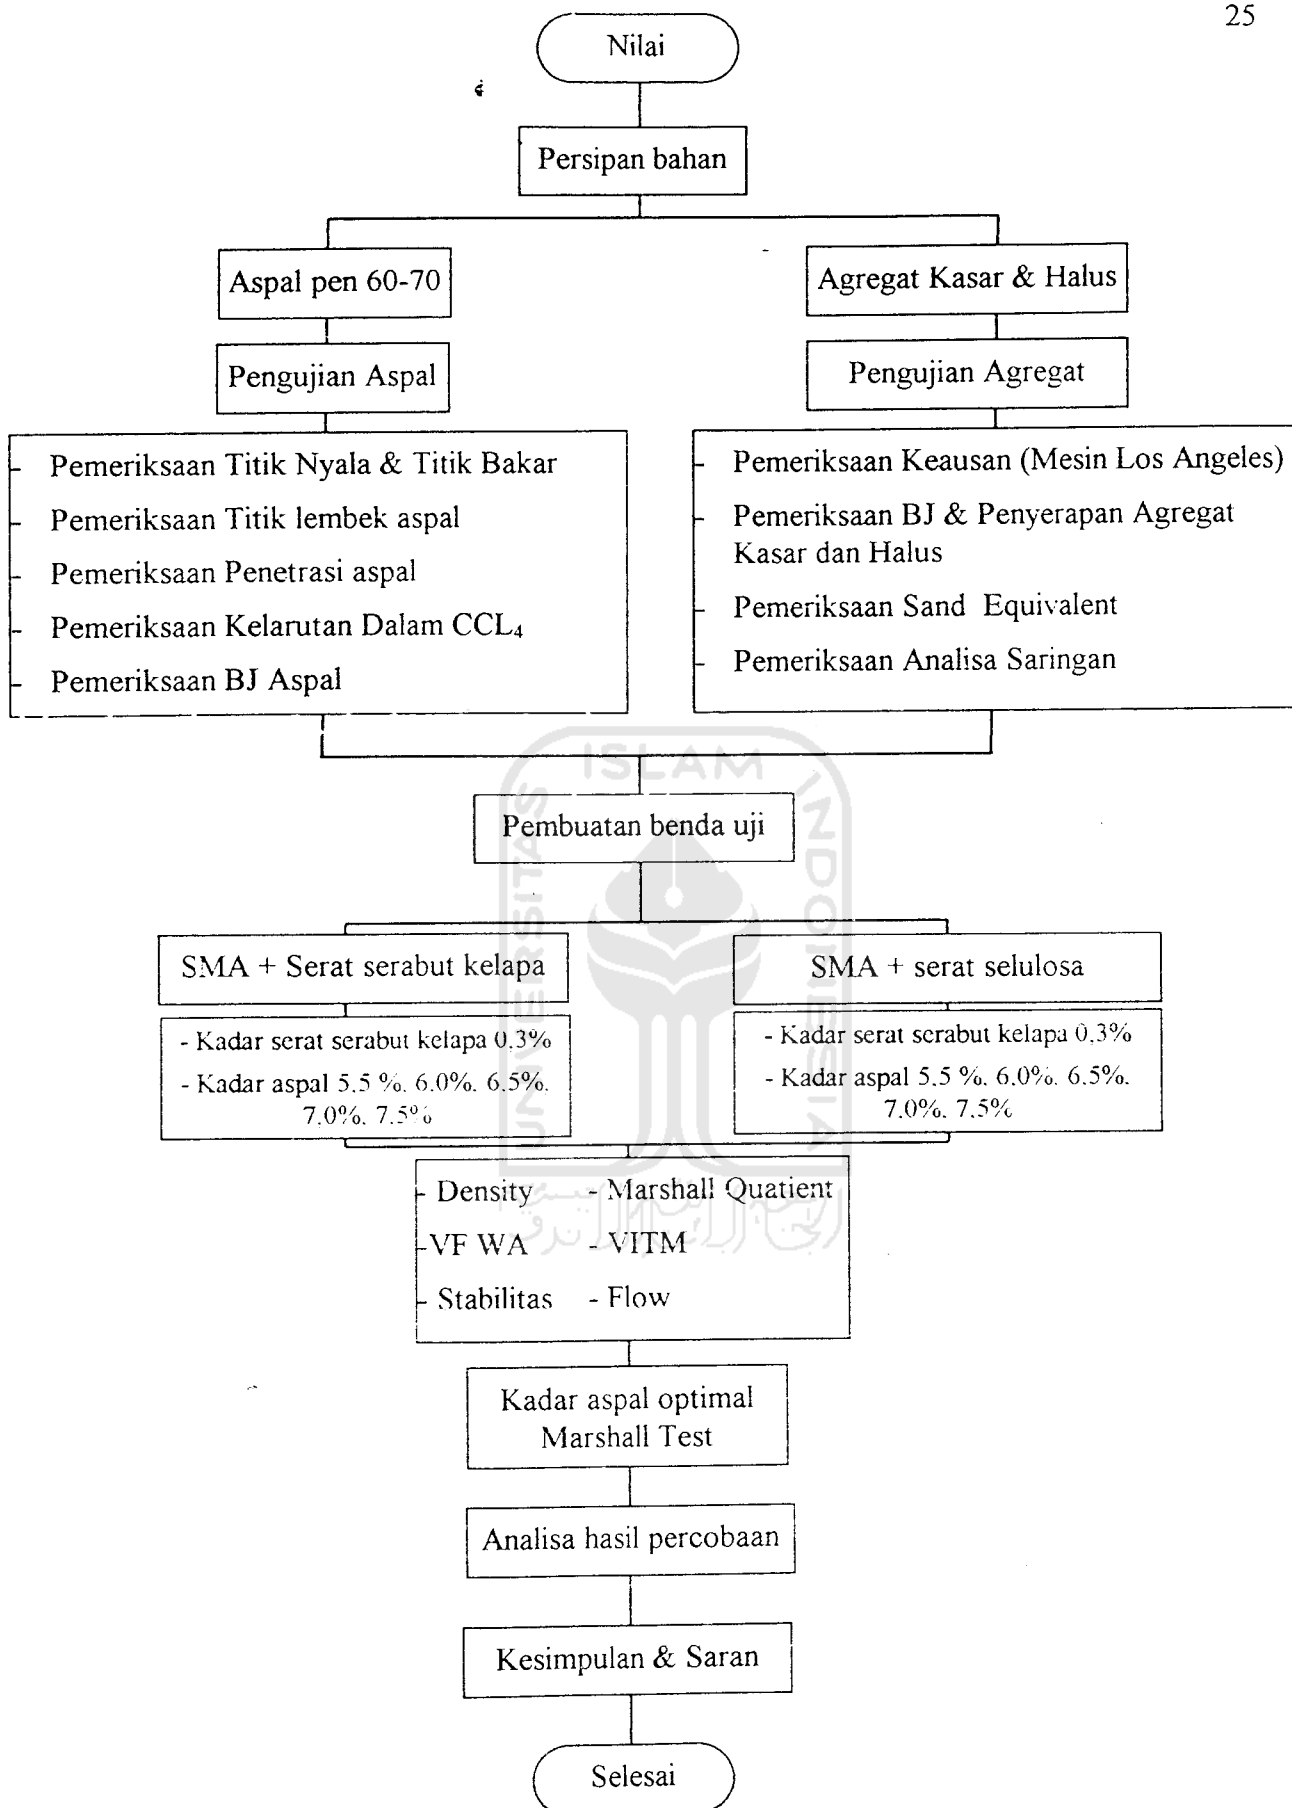 25
Nilai
Persipan bahan
Aspal pen 60-70
Agregat Kasar & Halus
Pengujian Aspal
Pengujian Agregat
- Pemeriksaan Titik Nyala & Titik Bakar
- Pemeriksaan Titik lembek aspal
- Pemeriksaan Penetrasi aspal
- Pemeriksaan Kelarutan Dalam CCL₄
- Pemeriksaan BJ Aspal
- Pemeriksaan Keausan (Mesin Los Angeles)
- Pemeriksaan BJ & Penyerapan Agregat
Kasar dan Halus
- Pemeriksaan Sand Equivalent
- Pemeriksaan Analisa Saringan
UNIVERSITAS ISLAM INDONESIA
Pembuatan benda uji
SMA + Serat serabut kelapa
SMA + serat selulosa
- Kadar serat serabut kelapa 0.3%
- Kadar aspal 5.5 %. 6.0%. 6.5%.
7.0%. 7.5%
- Kadar serat serabut kelapa 0.3%
- Kadar aspal 5.5 %. 6.0%. 6.5%.
7.0%. 7.5%
- Density - Marshall Quatient
-VF WA - VITM
- Stabilitas - Flow
Kadar aspal optimal
Marshall Test
Analisa hasil percobaan
Kesimpulan & Saran
Selesai